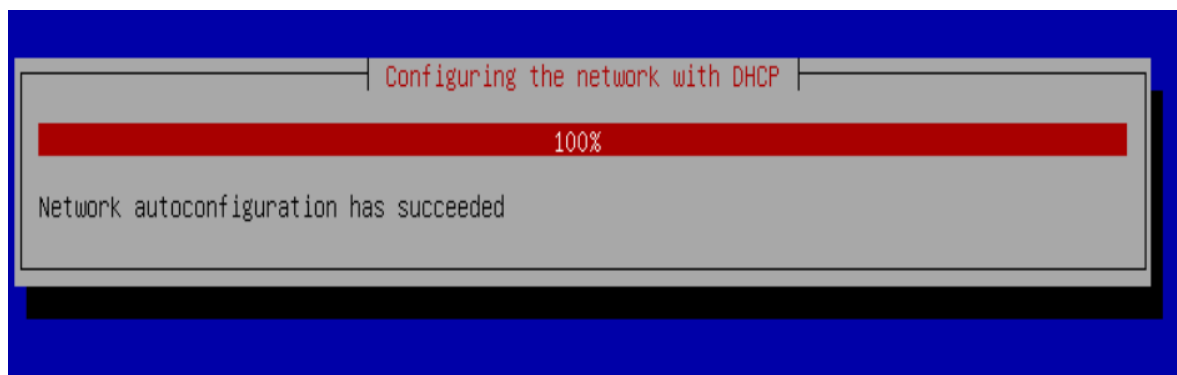 Configuring the network with DHCP
100%
Network autoconfiguration has succeeded